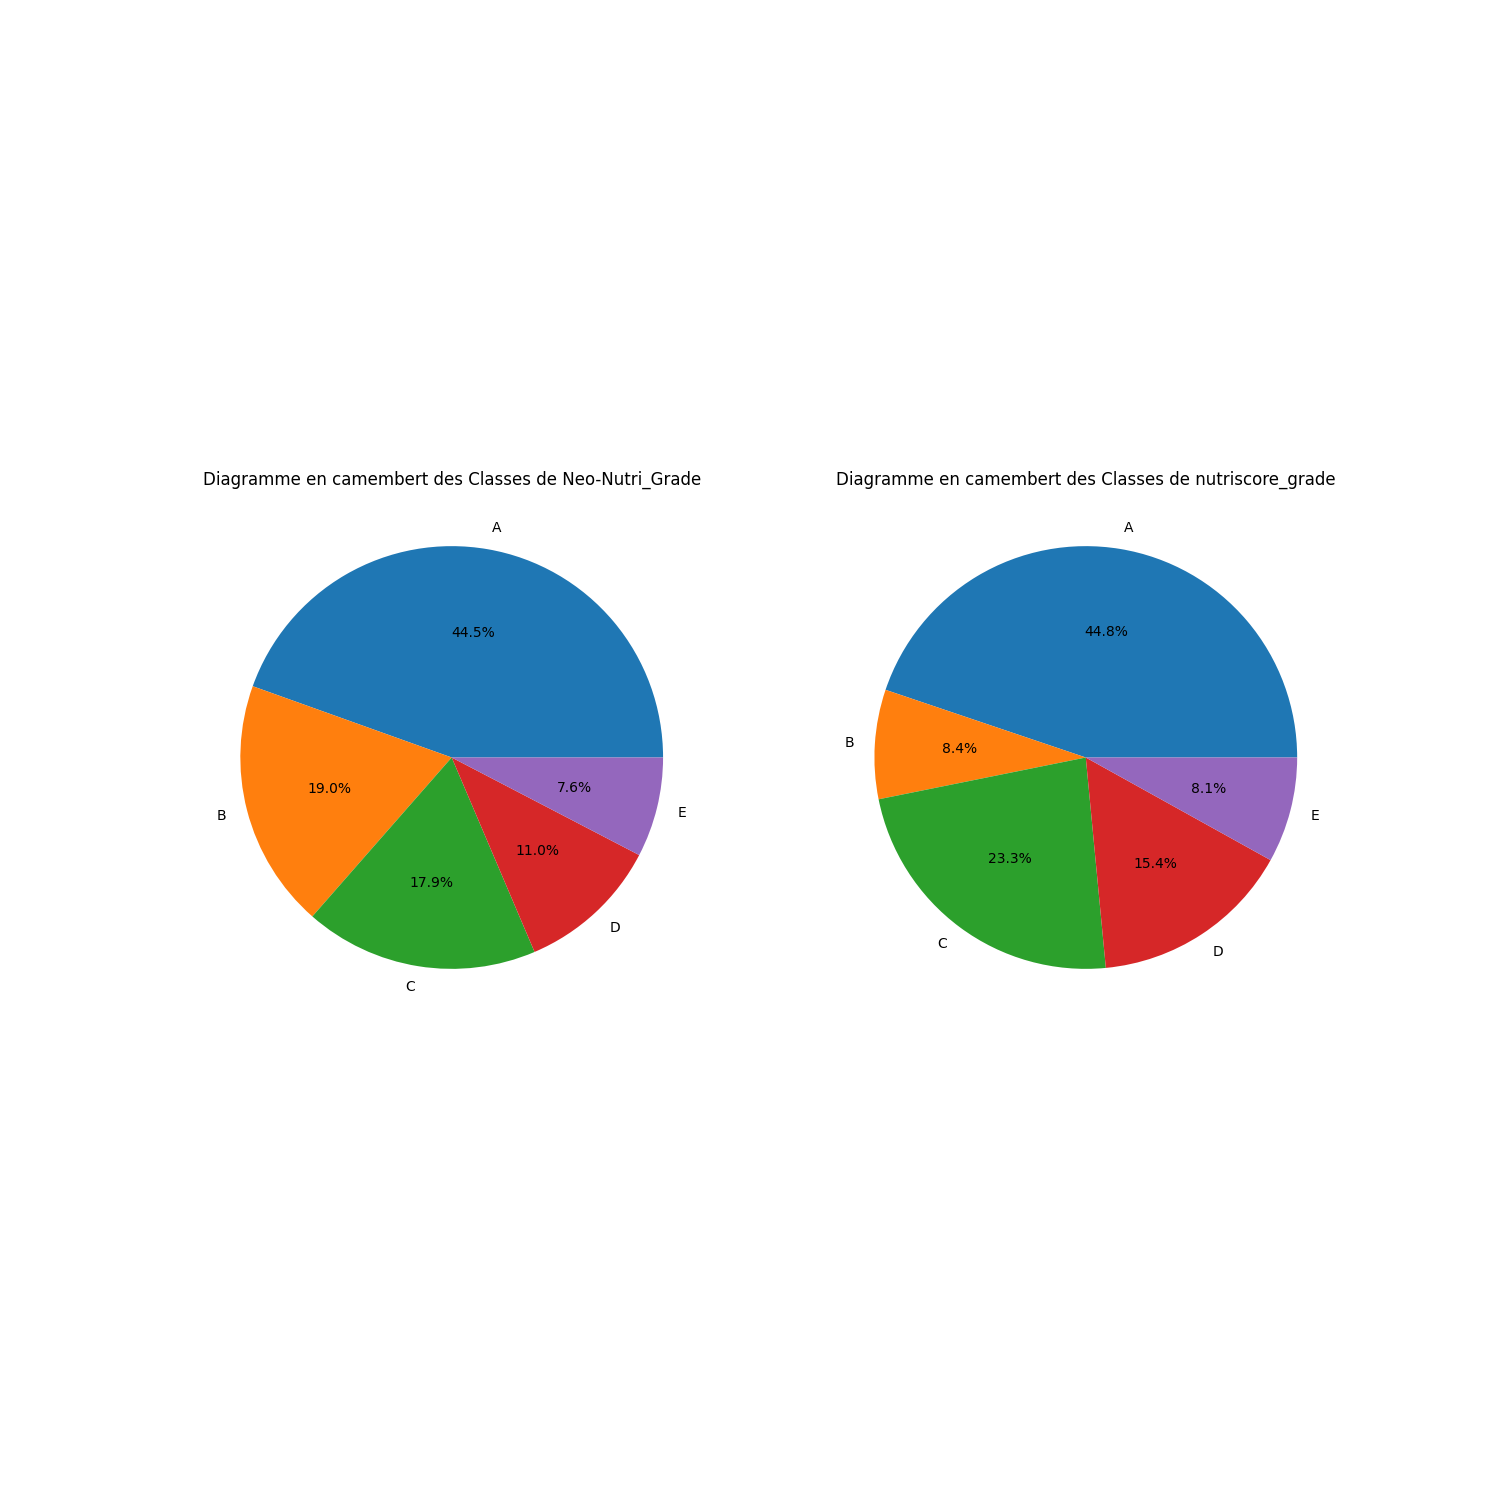 Diagramme en camembert des Classes de Neo-Nutri_Grade
A
44.5%
B
19.0%
C
17.9%
D
11.0%
E
7.6%
Diagramme en camembert des Classes de nutriscore_grade
A
44.8%
B
8.4%
C
23.3%
D
15.4%
E
8.1%